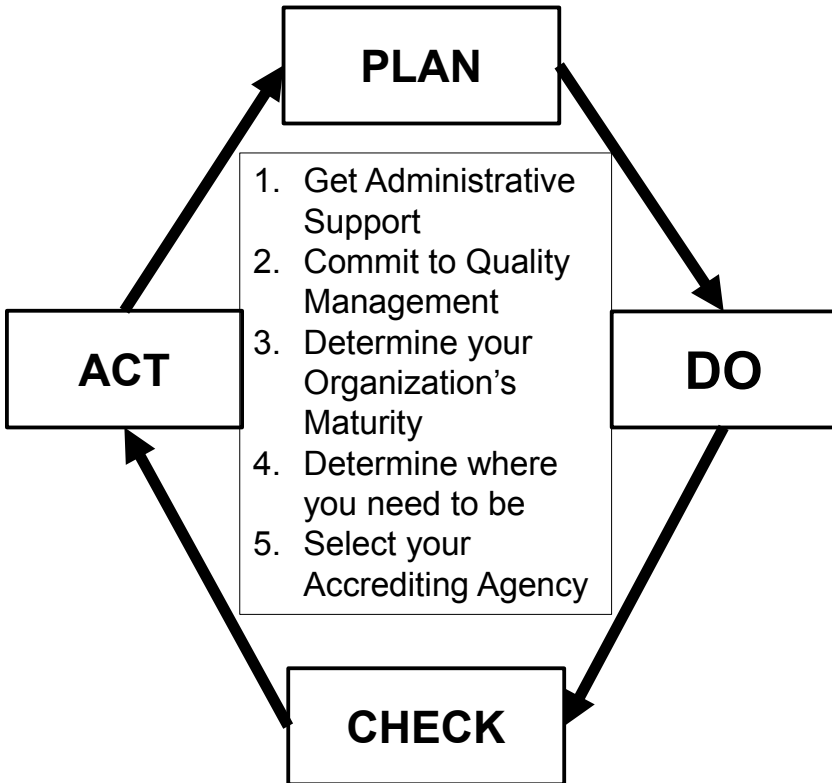 PLAN
1. Get Administrative
Support
2. Commit to Quality
Management
3. Determine your
Organization’s
Maturity
4. Determine where
you need to be
5. Select your
Accrediting Agency
ACT
DO
CHECK